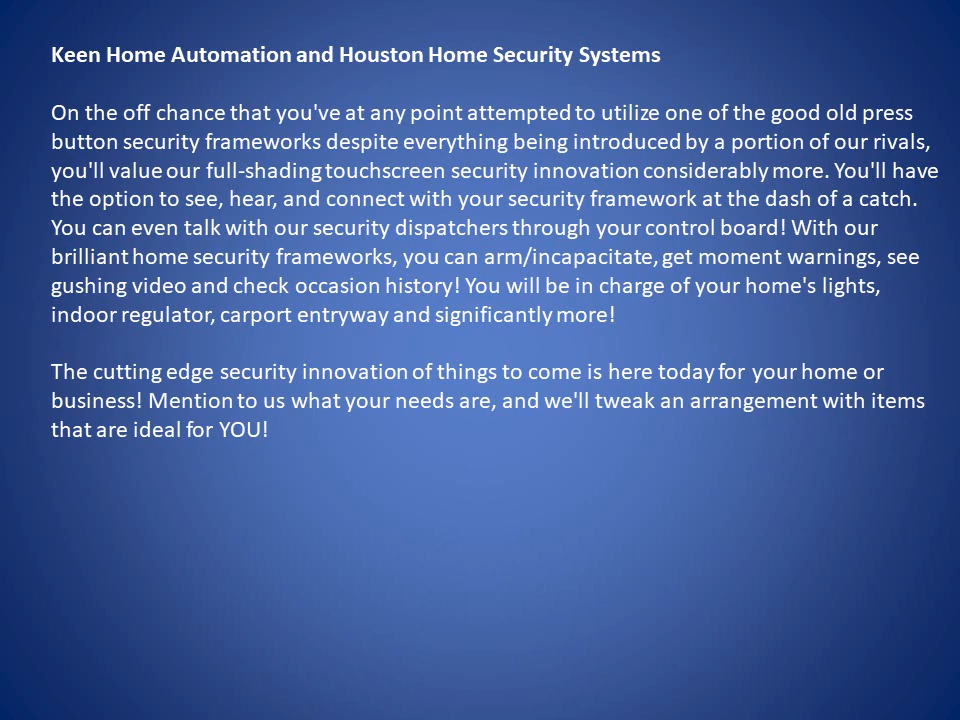 Keen Home Automation and Houston Home Security Systems
On the off chance that you've at any point attempted to utilize one of the good old press
button security frameworks despite everything being introduced by a portion of our rivals,
you'll value our full-shading touchscreen security innovation considerably more. You'll have
the option to see, hear, and connect with your security framework at the dash of a catch.
You can even talk with our security dispatchers through your control board! With our
brilliant home security frameworks, you can arm/incapacitate, get moment warnings, see
gushing video and check occasion history! You will be in charge of your home's lights,
indoor regulator, carport entryway and significantly more!
The cutting edge security innovation of things to come is here today for your home or
business! Mention to us what your needs are, and we'll tweak an arrangement with items
that are ideal for YOU!